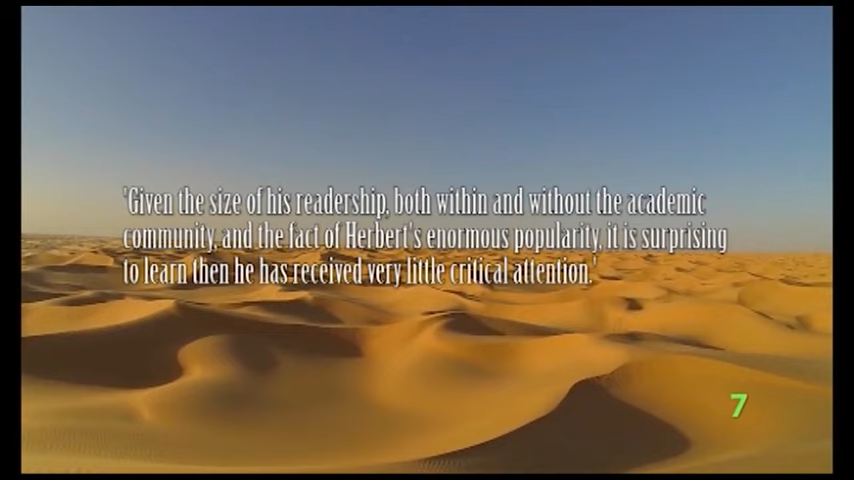 'Given the size of his readership, both within and without the academic
community, and the fact of Herbert's enormous popularity, it is surprising
to learn then he has received very little critical attention.'
7